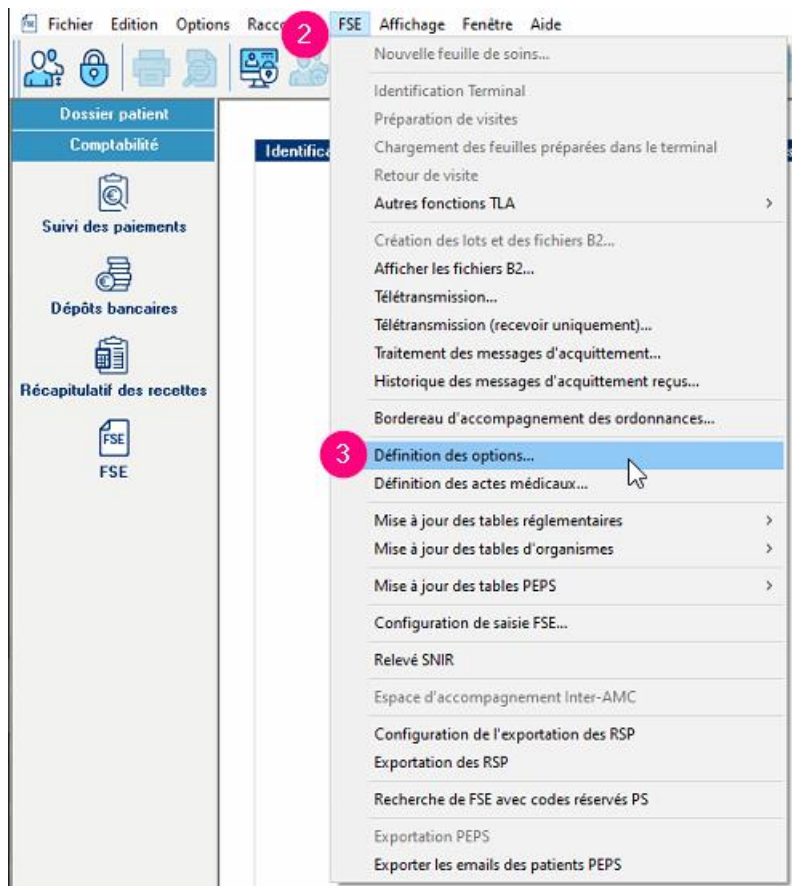 Fichier Edition Options Racco 2 FSE Affichage Fenêtre Aide
Dossier patient
Comptabilité
Suivi des paiements
Dépôts bancaires
Récapitulatif des recettes
FSE
FSE
Identifica
Nouvelle feuille de soins...
Identification Terminal
Préparation de visites
Chargement des feuilles préparées dans le terminal
Retour de visite
Autres fonctions TLA >
Création des lots et des fichiers B2...
Afficher les fichiers B2...
Télétransmission...
Télétransmission (recevoir uniquement)...
Traitement des messages d'acquittement...
Historique des messages d'acquittement reçus...
Bordereau d'accompagnement des ordonnances...
3 Définition des options...
Définition des actes médicaux...
Mise à jour des tables réglementaires >
Mise à jour des tables d'organismes >
Mise à jour des tables PEPS >
Configuration de saisie FSE...
Relevé SNIR
Espace d'accompagnement Inter-AMC
Configuration de l'exportation des RSP
Exportation des RSP
Recherche de FSE avec codes réservés PS
Exportation PEPS
Exporter les emails des patients PEPS